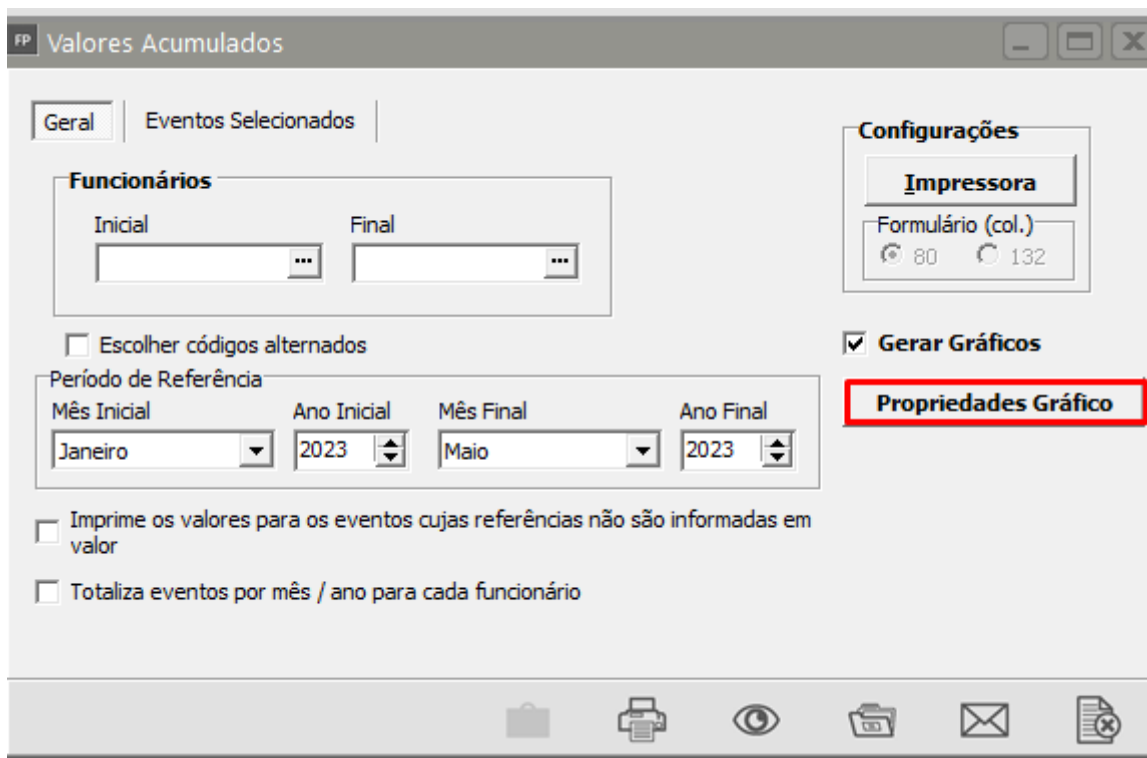 FP Valores Acumulados
Geral
Eventos Selecionados
Funcionários
Inicial
Final
...
...
Escolher códigos alternados
Período de Referência
Mês Inicial
Ano Inicial
Mês Final
Ano Final
Janeiro
2023
Maio
2023
Imprime os valores para os eventos cujas referências não são informadas em
valor
Totaliza eventos por mês / ano para cada funcionário
Configurações
Impressora
Formulário (col.)
80
132
Gerar Gráficos
Propriedades Gráfico